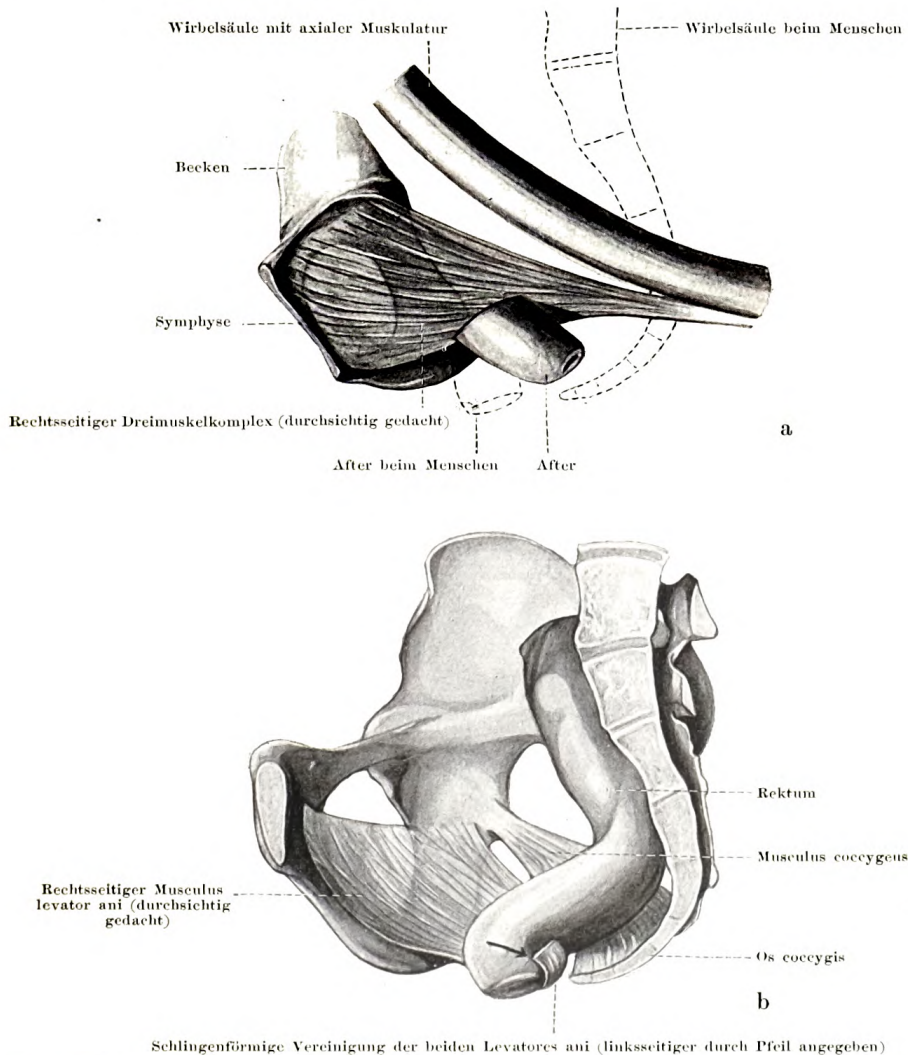 Wirbelsäule mit axialer Muskulatur
Wirbelsäule beim Menschen
Becken
Symphyse
Rechtsseitiger Dreimuskelkomplex (durchsichtig gedacht)
a
After beim Menschen
After
Rektum
Musculus coccygeus
Rechtsseitiger Musculus
levator ani (durchsichtig
gedacht)
Os coccygis
b
Schlingenförmige Vereinigung der beiden Levatores ani (linksseitiger durch Pfeil angegeben)